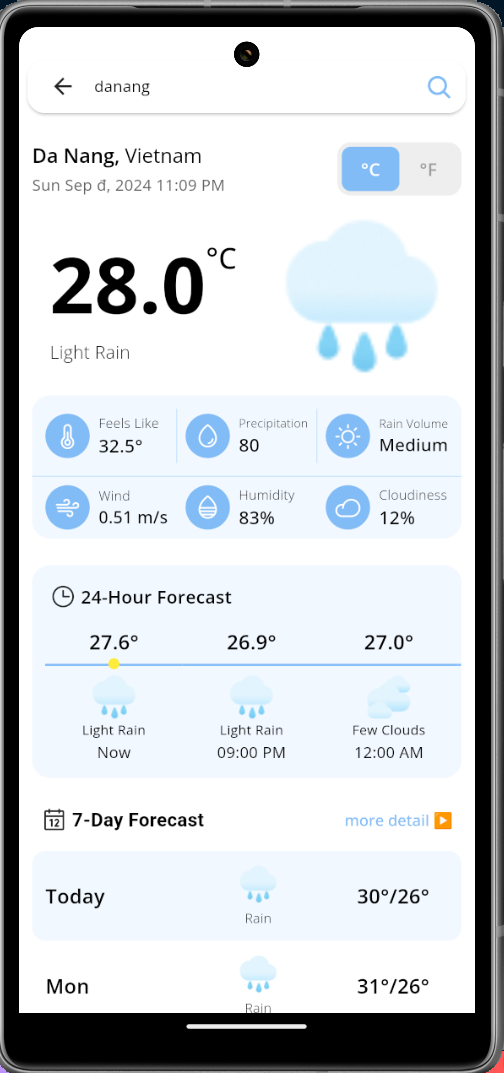 danang
Da Nang, Vietnam
Sun Sep đ, 2024 11:09 PM
°C °F
28.0°C
Light Rain
Feels Like Precipitation Rain Volume
32.5° 80 Medium
Wind Humidity Cloudiness
0.51 m/s 83% 12%
24-Hour Forecast
27.6° 26.9° 27.0°
Light Rain Light Rain Few Clouds
Now 09:00 PM 12:00 AM
12 7-Day Forecast more detail
Today 30°/26°
Rain
Mon 31°/26°
Rain